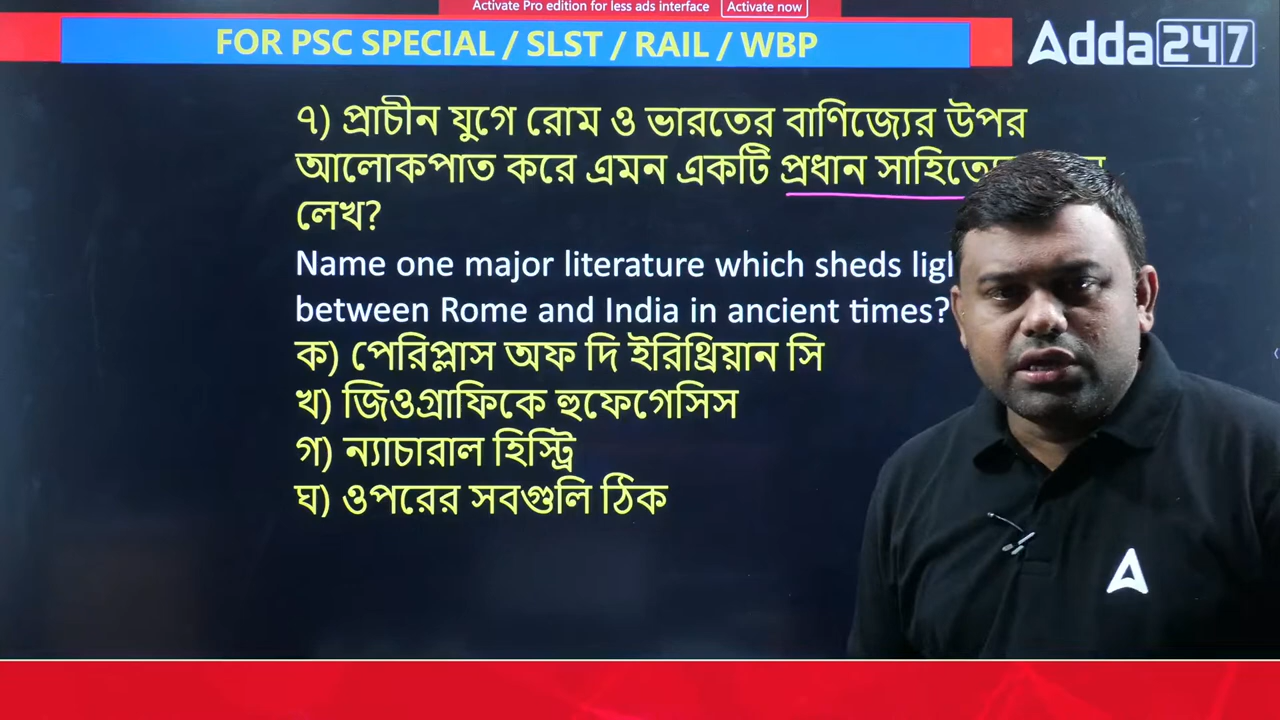 Activate Pro edition for less ads interface Activate now
FOR PSC SPECIAL / SLST / RAIL / WBP
Adda247
৭) প্রাচীন যুগে রোম ও ভারতের বাণিজ্যের উপর
আলোকপাত করে এমন একটি প্রধান
লেখ?
Name one major literature which sheds
between Rome and India in ancient times?
ক) পেরিপ্লাস অফ দি ইরিথ্রিয়ান সি
খ) জিওগ্রাফিকে হুফেগেসিস
গ) ন্যাচারাল হিস্ট্রি
ঘ) ওপরের সবগুলি ঠিক